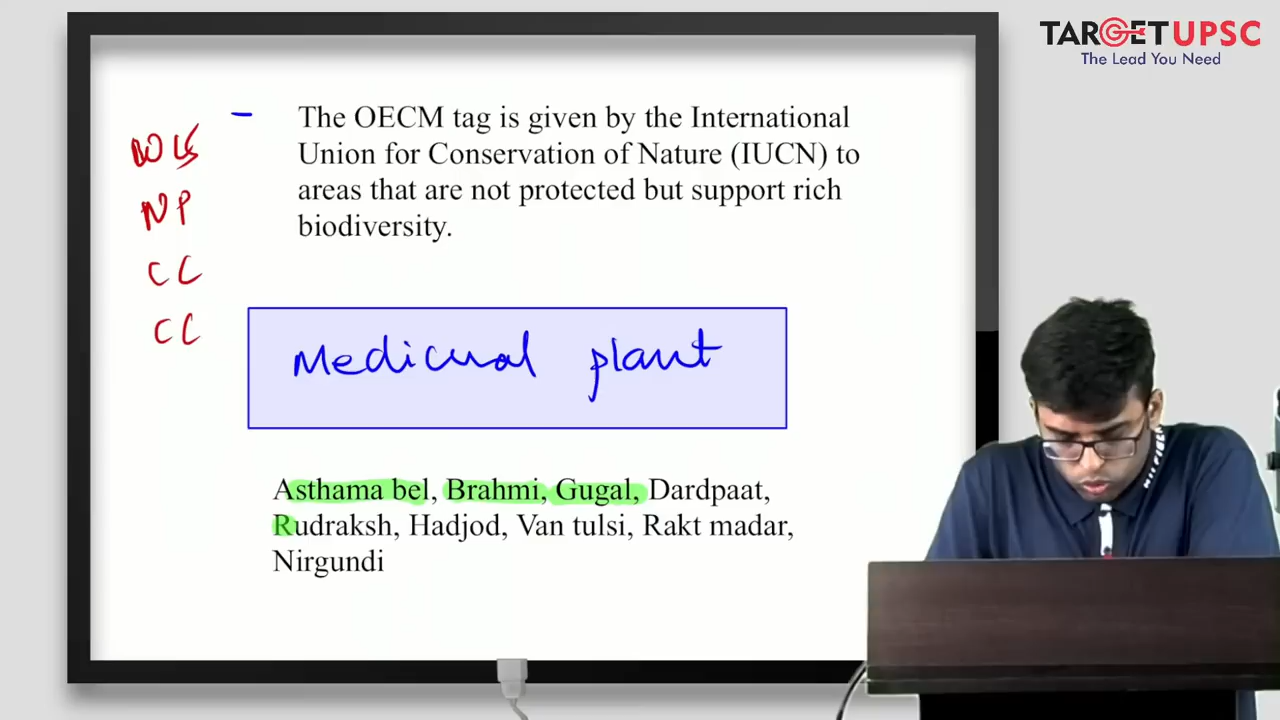 TARGETUPSC
The Lead You Need
The OECM tag is given by the International
Union for Conservation of Nature (IUCN) to
areas that are not protected but support rich
biodiversity.
NP
CC
CC
Medicinal plant
Asthama bel, Brahmi, Gugal, Dardpaat,
Rudraksh, Hadjod, Van tulsi, Rakt madar,
Nirgundi